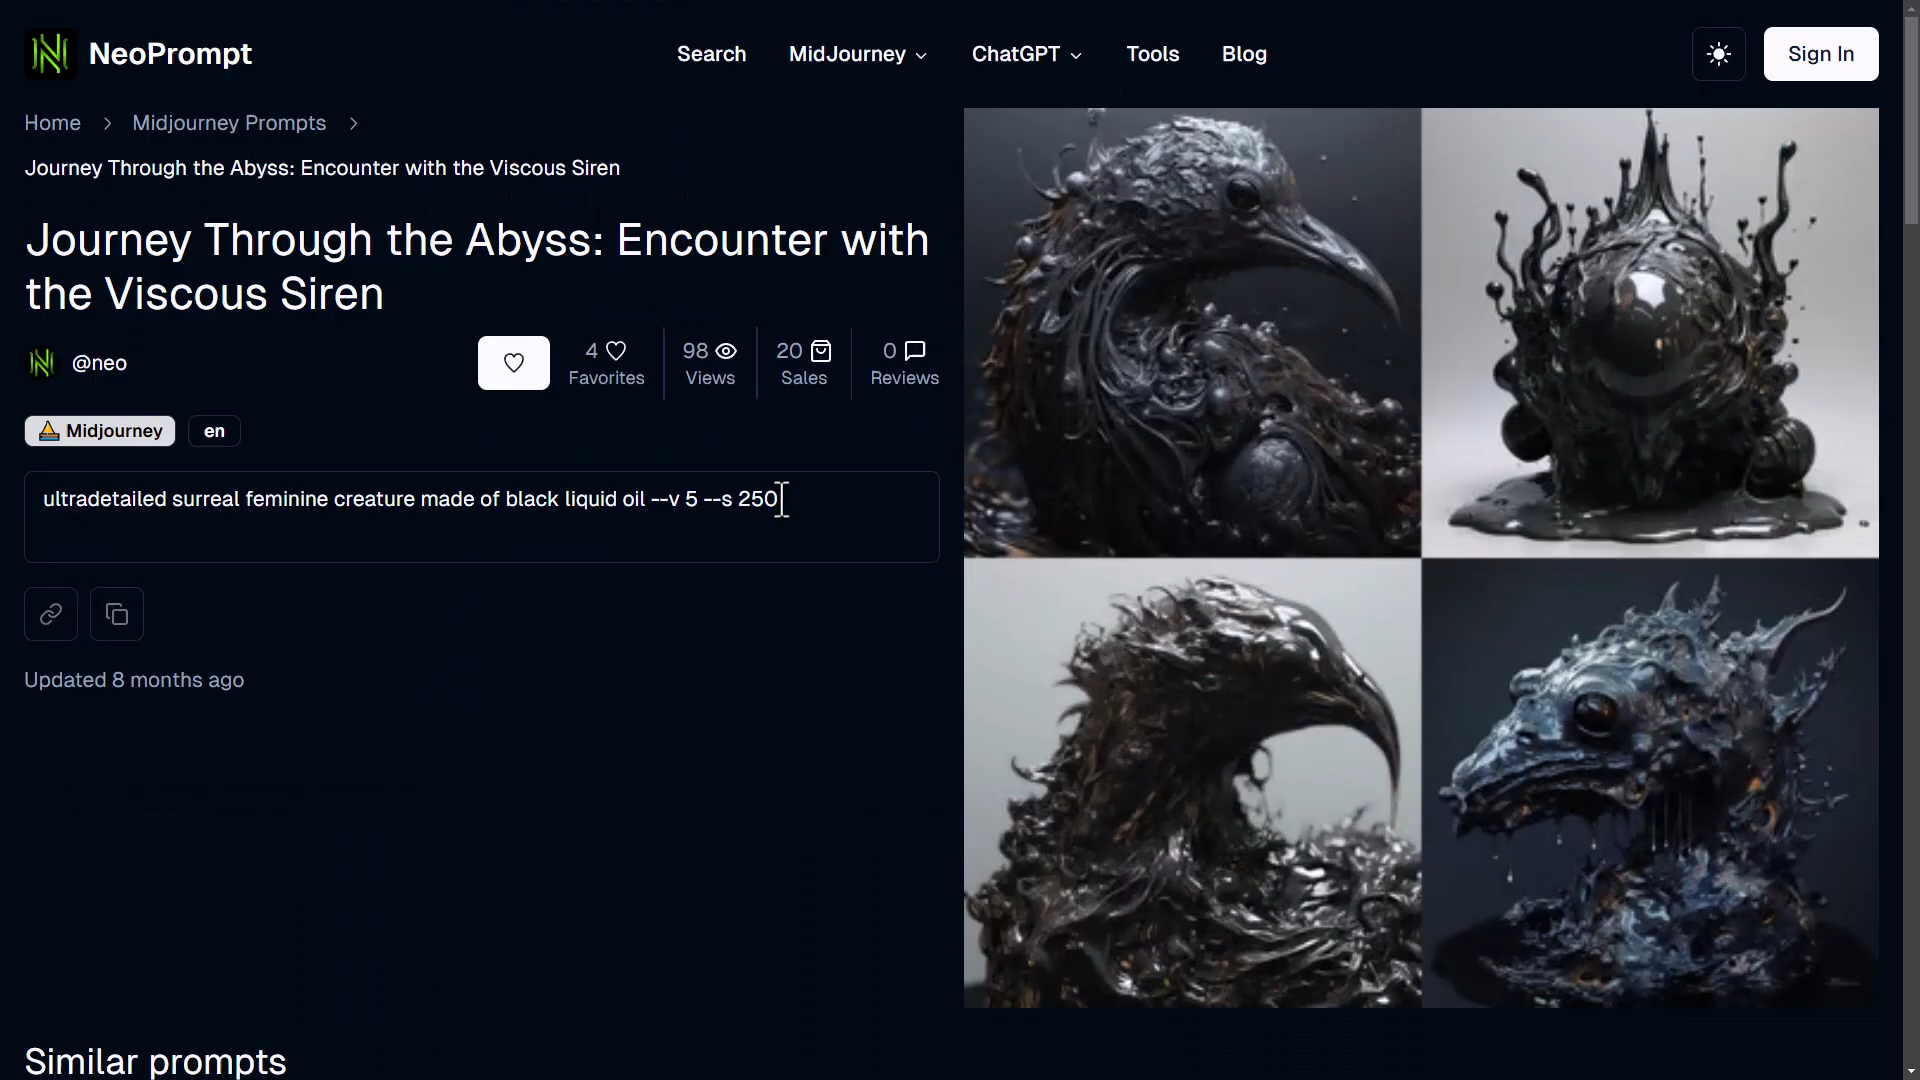 NeoPrompt
Search
MidJourney
ChatGPT
Tools
Blog
Sign In
Home
Midjourney Prompts
Journey Through the Abyss: Encounter with the Viscous Siren
Journey Through the Abyss: Encounter with
the Viscous Siren
@neo
4
Favorites
98
Views
20
Sales
0
Reviews
Midjourney
en
ultradetailed surreal feminine creature made of black liquid oil --v 5 --s 250
Updated 8 months ago
Similar prompts